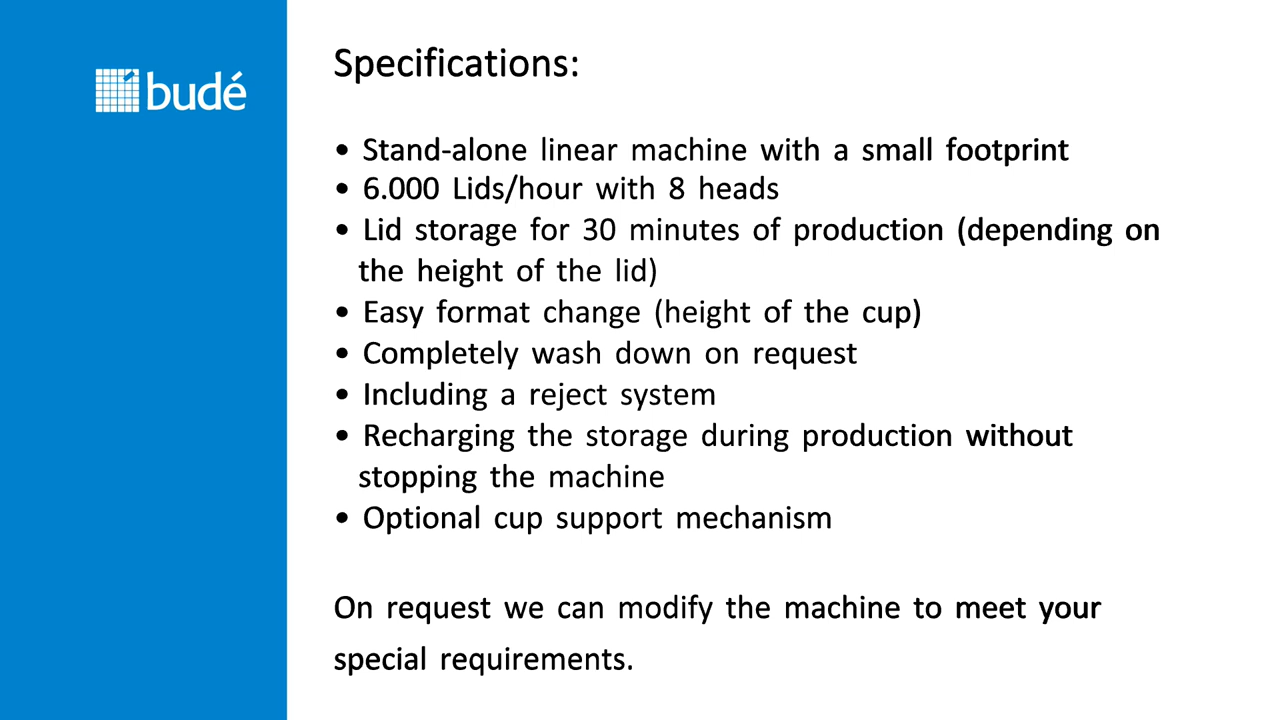 budé
Specifications:
• Stand-alone linear machine with a small footprint
• 6.000 Lids/hour with 8 heads
• Lid storage for 30 minutes of production (depending on
the height of the lid)
• Easy format change (height of the cup)
• Completely wash down on request
• Including a reject system
• Recharging the storage during production without
stopping the machine
• Optional cup support mechanism
On request we can modify the machine to meet your
special requirements.